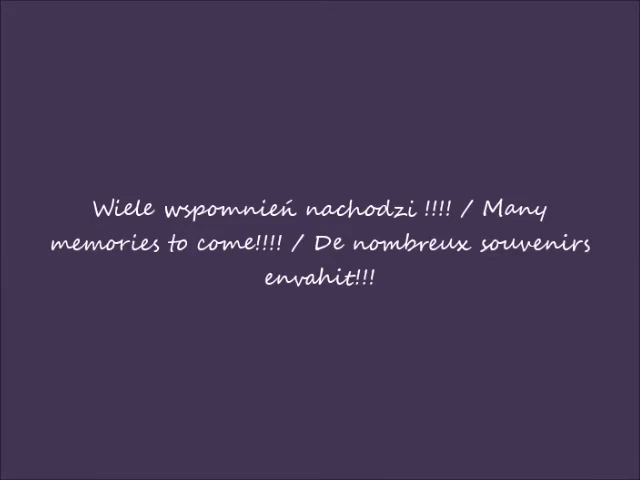 Wiele wspomnień nachodzi !!!! / Many
memories to come!!!! / De nombreux souvenirs
envahit!!!